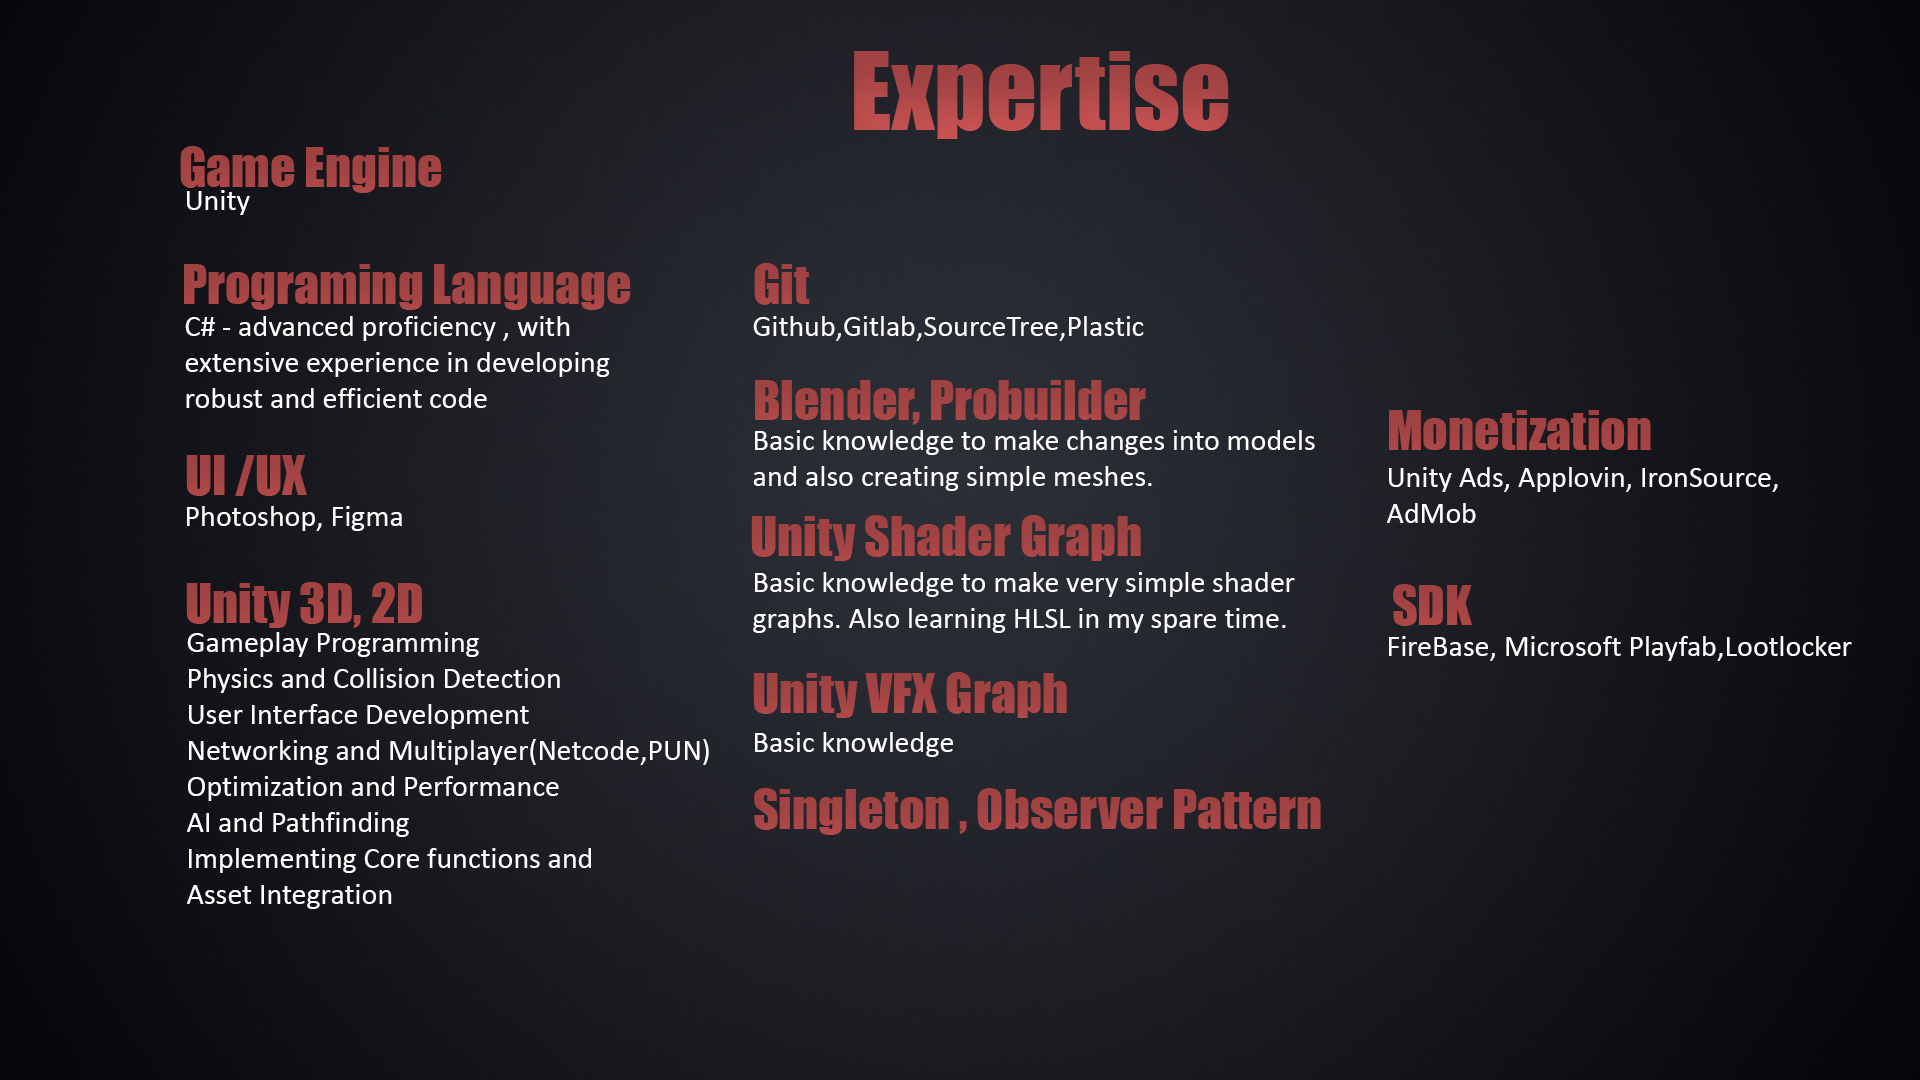 Expertise
Game Engine
Unity
Programing Language
C# - advanced proficiency , with
extensive experience in developing
robust and efficient code
UI /UX
Photoshop, Figma
Unity 3D, 2D
Gameplay Programming
Physics and Collision Detection
User Interface Development
Networking and Multiplayer(Netcode,PUN)
Optimization and Performance
AI and Pathfinding
Implementing Core functions and
Asset Integration
Git
Github,Gitlab,SourceTree,Plastic
Blender, Probuilder
Basic knowledge to make changes into models
and also creating simple meshes.
Unity Shader Graph
Basic knowledge to make very simple shader
graphs. Also learning HLSL in my spare time.
Unity VFX Graph
Basic knowledge
Singleton , Observer Pattern
Monetization
Unity Ads, Applovin, IronSource,
AdMob
SDK
FireBase, Microsoft Playfab,Lootlocker